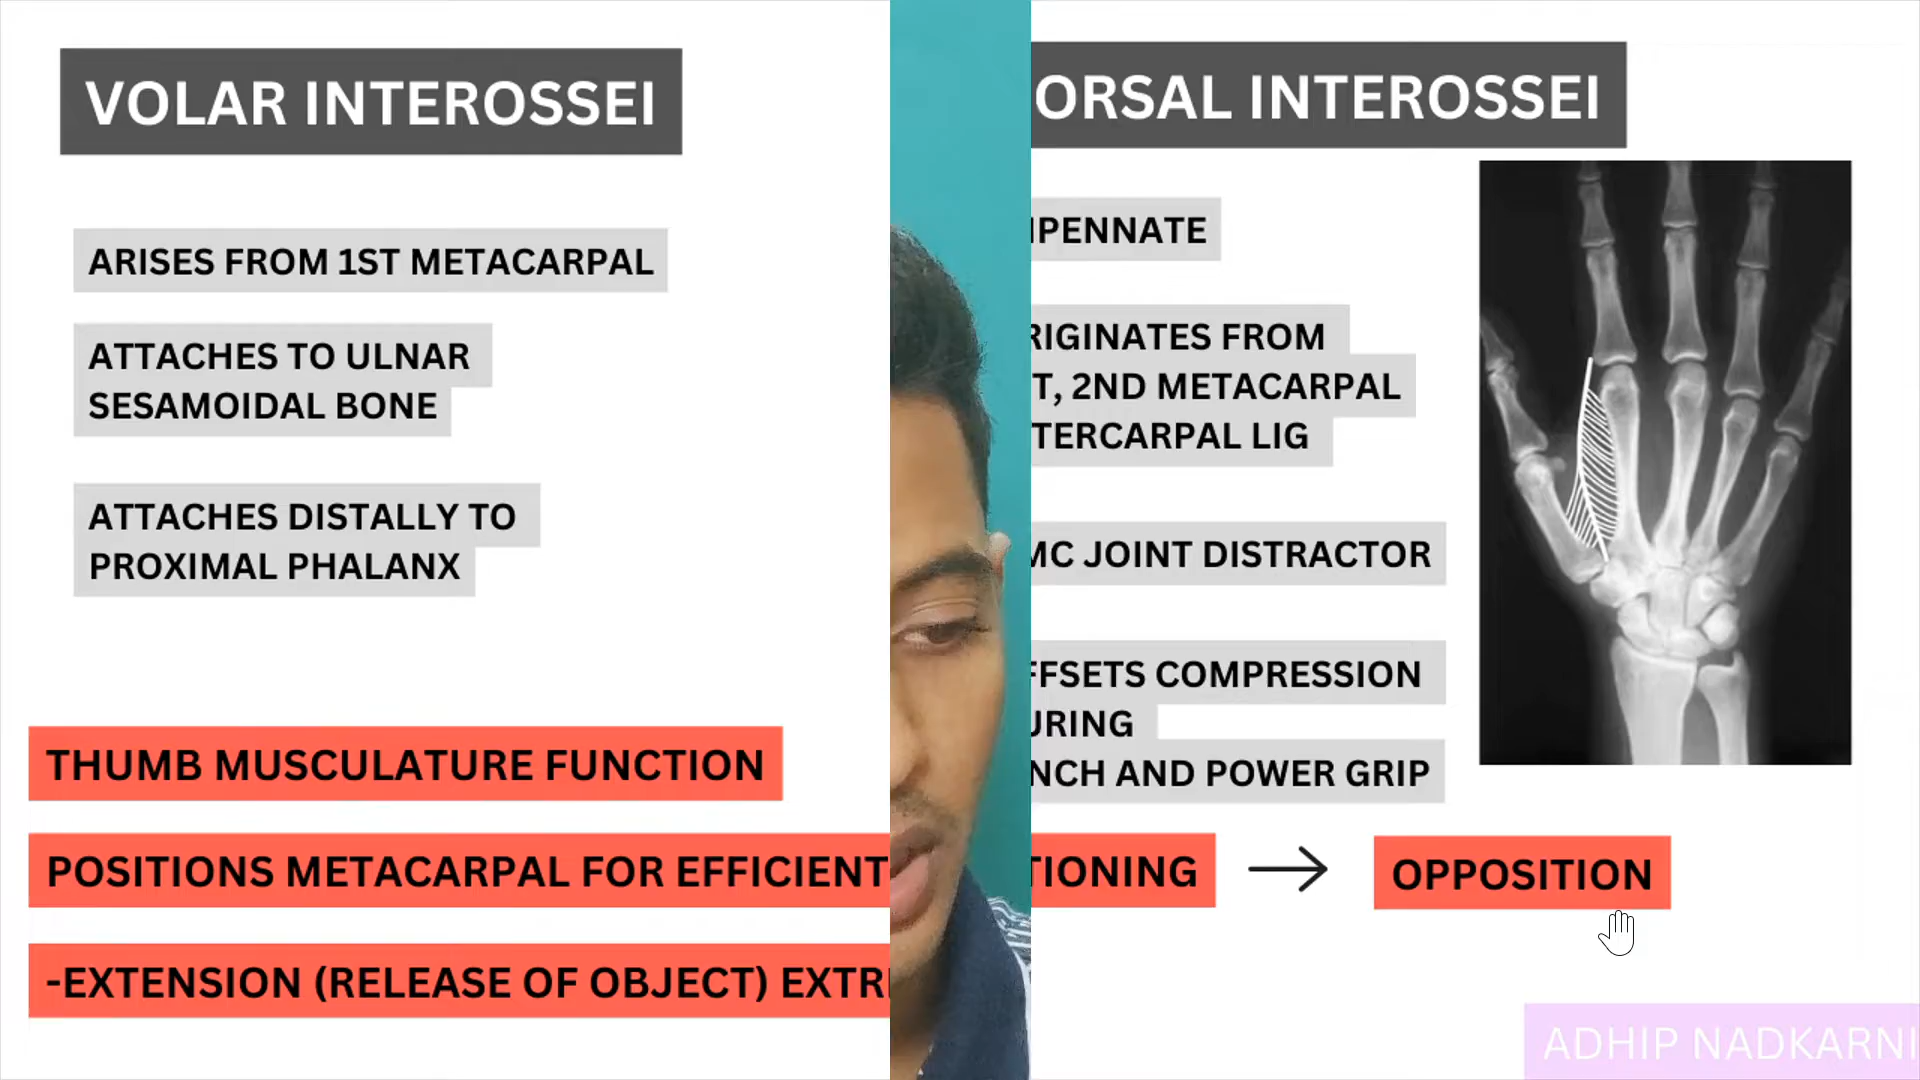 VOLAR INTEROSSEI
ARISES FROM 1ST METACARPAL
ATTACHES TO ULNAR
SESAMOIDAL BONE
ATTACHES DISTALLY TO
PROXIMAL PHALANX
THUMB MUSCULATURE FUNCTION
POSITIONS METACARPAL FOR EFFICIENT
-EXTENSION (RELEASE OF OBJECT) EXTR
ORSAL INTEROSSEI
IPENNATE
RIGINATES FROM
T, 2ND METACARPAL
TERCARPAL LIG
MC JOINT DISTRACTOR
FFSETS COMPRESSION
URING
NCH AND POWER GRIP
TIONING → OPPOSITION
ADHIP NADKARNI